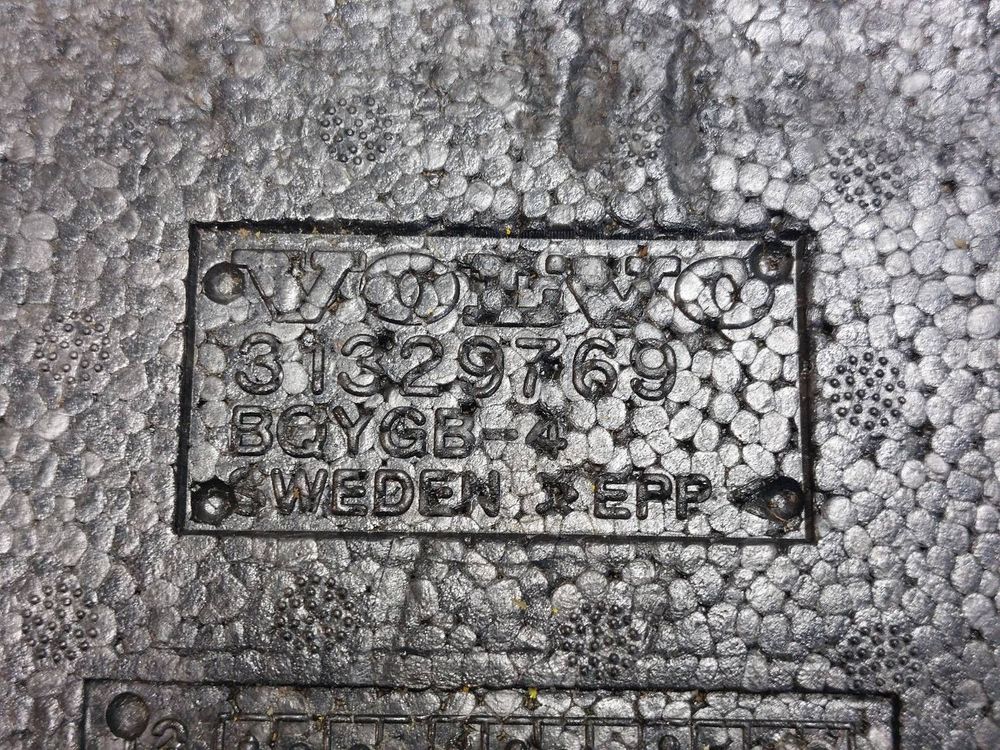 VOLVO
31329769
BQYGB-4
SWEDEN >EPP<